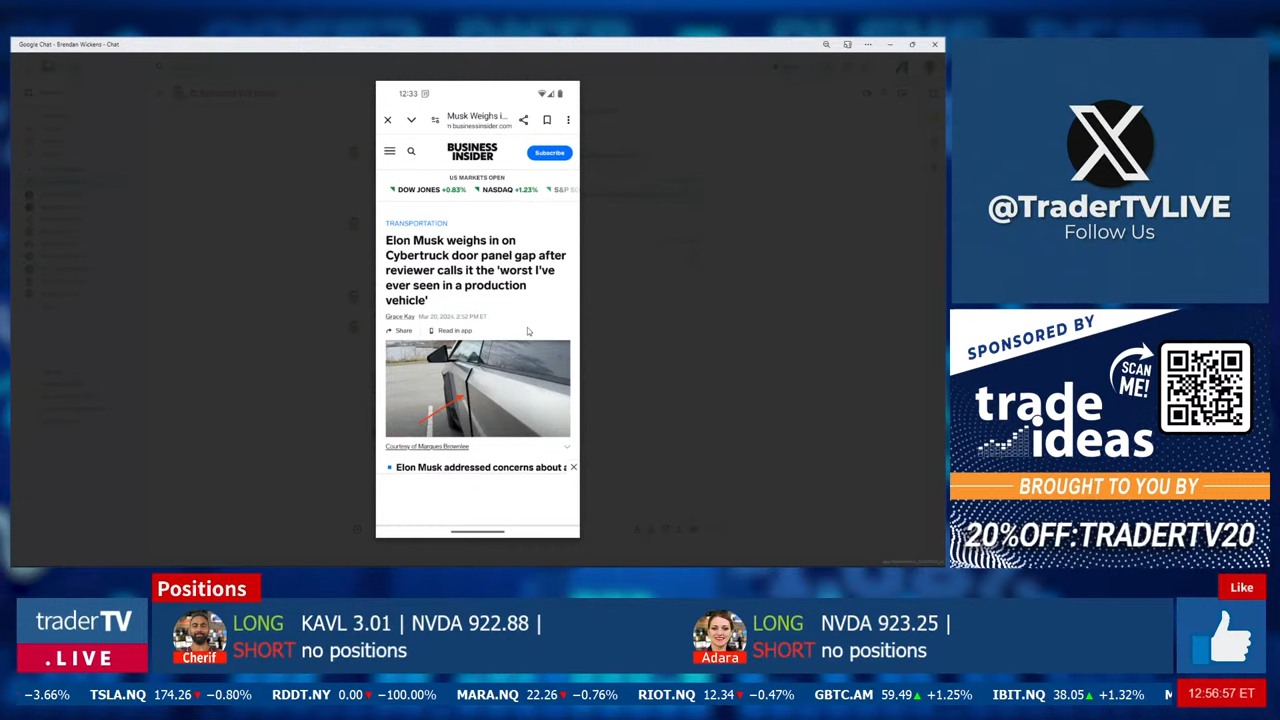 Google Chat - Brendan Wickens - Chat
12:33
Musk Weighs i...
businessinsider.com
BUSINESS
INSIDER
Subscribe
US MARKETS OPEN
DOW JONES +0.83% NASDAQ +1.23% S&P
TRANSPORTATION
Elon Musk weighs in on
Cybertruck door panel gap after
reviewer calls it the 'worst I've
ever seen in a production
vehicle'
Grace Kay Mar 20, 2024, 2:52 PM ET
Share Read in app
Courtesy of Marques Brownlee
Elon Musk addressed concerns about
@TraderTVLIVE
Follow Us
SPONSORED BY
trade
ideas
SCAN
ME!
BROUGHT TO YOU BY
20%OFF:TRADERTV20
Positions
Like
traderTV
.LIVE
Cherif
LONG KAVL 3.01 | NVDA 922.88 |
SHORT no positions
Adara
LONG NVDA 923.25 |
SHORT no positions
−3.66% TSLA.NQ 174.26 −0.80% RDDT.NY 0.00 −100.00% MARA.NQ 22.26 −0.76% RIOT.NQ 12.34 −0.47% GBTC.AM 59.49 +1.25% IBIT.NQ 38.05 +1.32%
12:56:57 ET